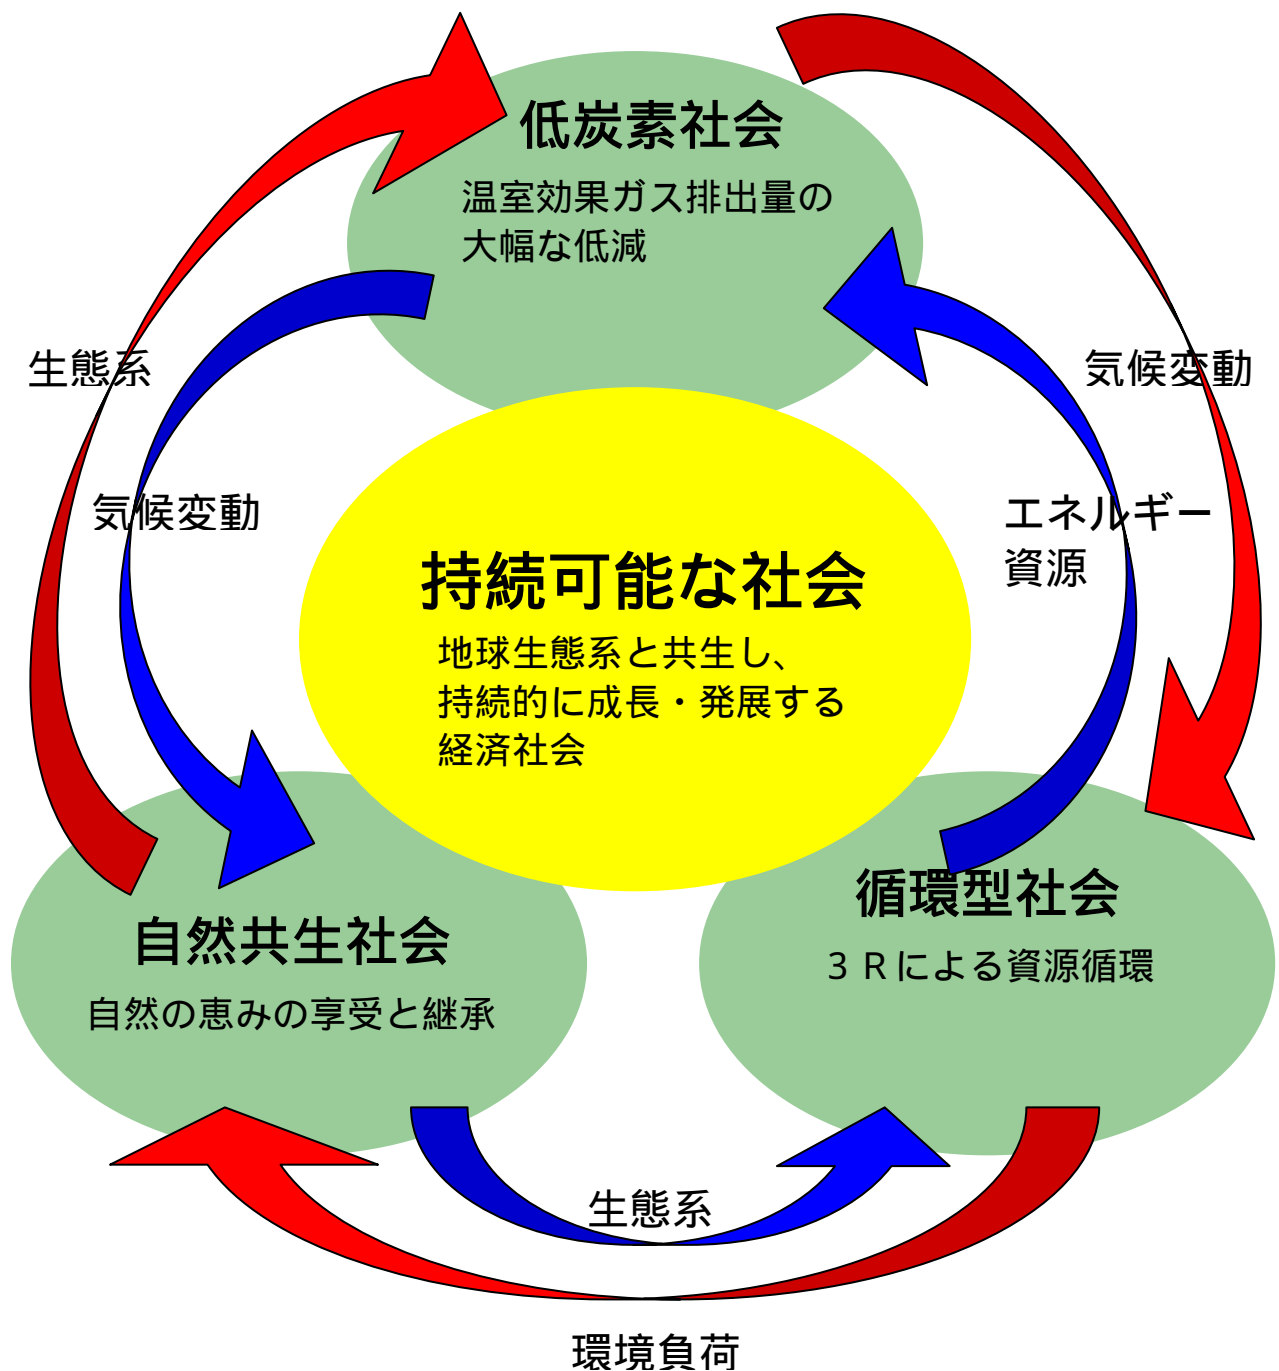 低炭素社会
温室効果ガス排出量の
大幅な低減
生態系
気候変動
気候変動
エネルギー
資源
持続可能な社会
地球生態系と共生し、
持続的に成長・発展する
経済社会
循環型社会
３Ｒによる資源循環
自然共生社会
自然の恵みの享受と継承
生態系
環境負荷